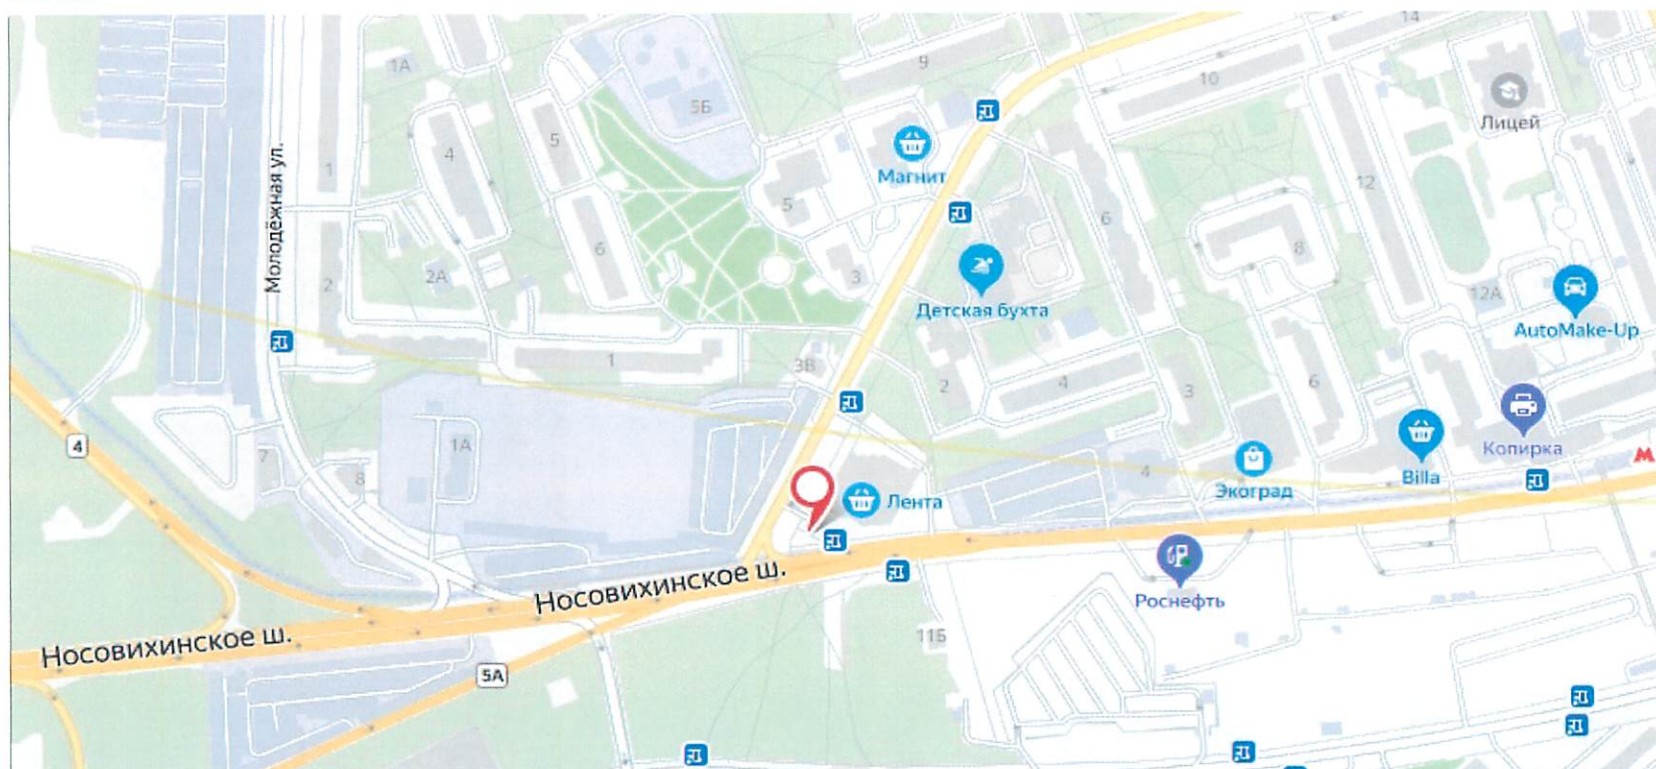 14
9
1А
10
5Б
Лицей
Молодёжная ул.
5
4
1
Магнит
12
5
6
6
8
2А
2
3
Детская бухта
12А
AutoMake-Up
1
3В
2
4
3
6
4
1А
7
8
4
Экоград
Billa
Копирка
М
Лента
Носовихинское ш.
Роснефть
Носовихинское ш.
11Б
5А